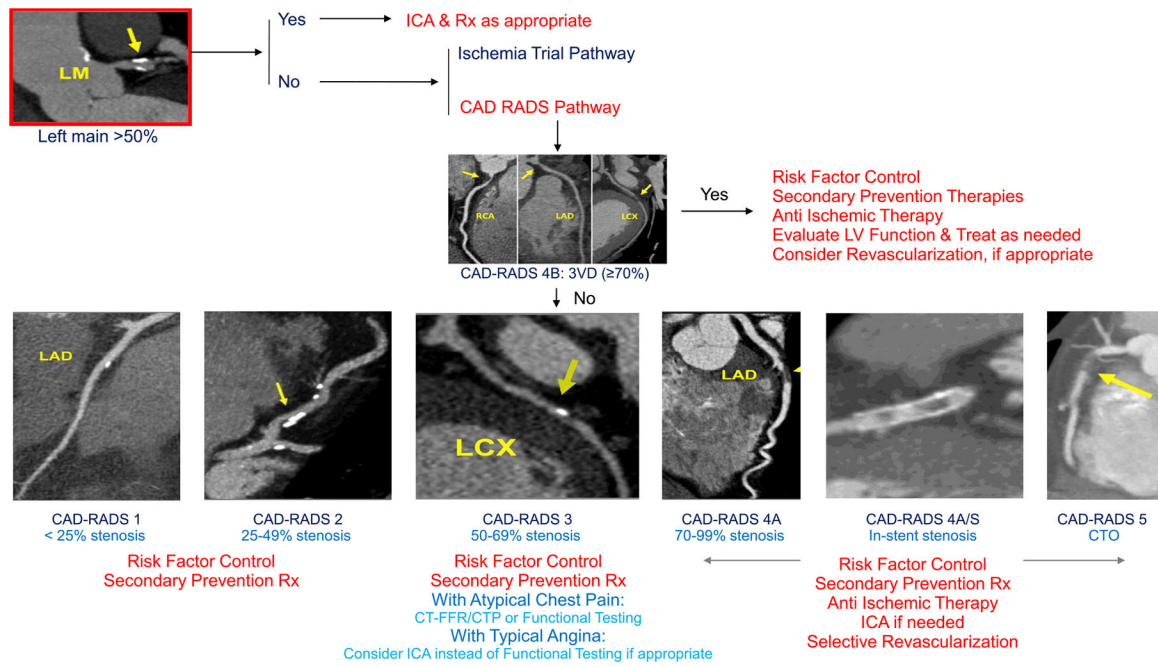 LM
Left main >50%
Yes
ICA & Rx as appropriate
No
Ischemia Trial Pathway
CAD RADS Pathway
RCA
LAD
LCX
CAD-RADS 4B: 3VD (≥70%)
Yes
Risk Factor Control
Secondary Prevention Therapies
Anti Ischemic Therapy
Evaluate LV Function & Treat as needed
Consider Revascularization, if appropriate
No
LAD
CAD-RADS 1
< 25% stenosis
CAD-RADS 2
25-49% stenosis
Risk Factor Control
Secondary Prevention Rx
LCX
CAD-RADS 3
50-69% stenosis
Risk Factor Control
Secondary Prevention Rx
With Atypical Chest Pain:
CT-FFR/CTP or Functional Testing
With Typical Angina:
Consider ICA instead of Functional Testing if appropriate
LAD
CAD-RADS 4A
70-99% stenosis
CAD-RADS 4A/S
In-stent stenosis
CAD-RADS 5
CTO
Risk Factor Control
Secondary Prevention Rx
Anti Ischemic Therapy
ICA if needed
Selective Revascularization